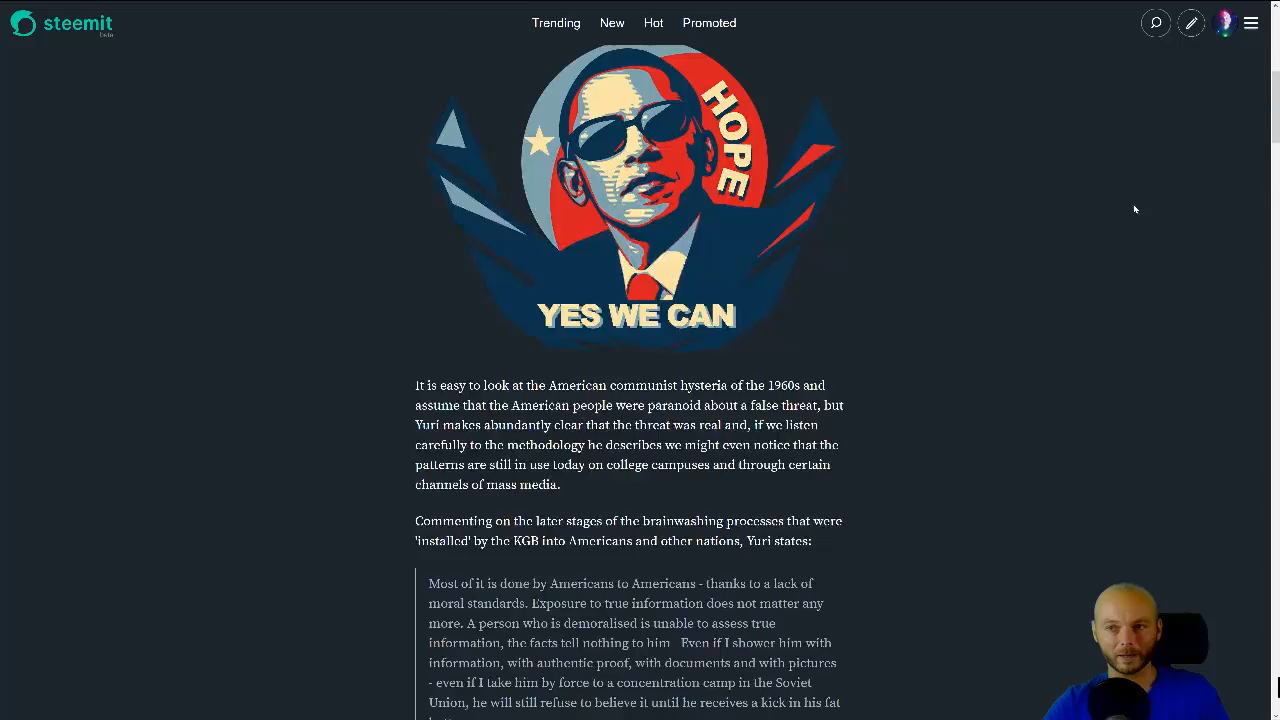 steemit
beta
Trending New Hot Promoted
HOPE
YES WE CAN
It is easy to look at the American communist hysteria of the 1960s and
assume that the American people were paranoid about a false threat, but
Yuri makes abundantly clear that the threat was real and, if we listen
carefully to the methodology he describes we might even notice that the
patterns are still in use today on college campuses and through certain
channels of mass media.
Commenting on the later stages of the brainwashing processes that were
'installed' by the KGB into Americans and other nations, Yuri states:
Most of it is done by Americans to Americans - thanks to a lack of
moral standards. Exposure to true information does not matter any
more. A person who is demoralised is unable to assess true
information, the facts tell nothing to him Even if I shower him with
information, with authentic proof, with documents and with pictures
- even if I take him by force to a concentration camp in the Soviet
Union, he will still refuse to believe it until he receives a kick in his fat